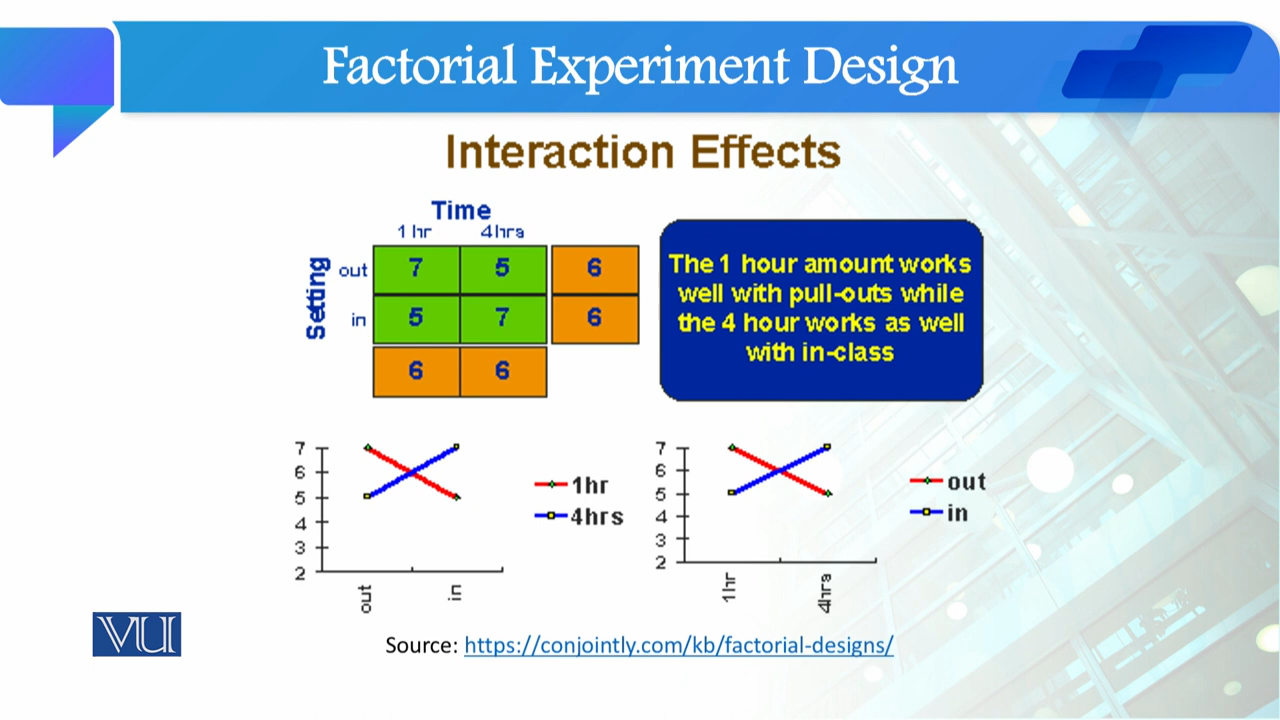 Factorial Experiment Design
Interaction Effects
Time
1 hr 4 hrs
Setting
out 7 5 6
in 5 7 6
6 6
The 1 hour amount works
well with pull-outs while
the 4 hour works as well
with in-class
7
6
5
4
3
2
out in
1hr
4hrs
7
6
5
4
3
2
1hr 4hrs
out
in
VU
Source: https://conjointly.com/kb/factorial-designs/